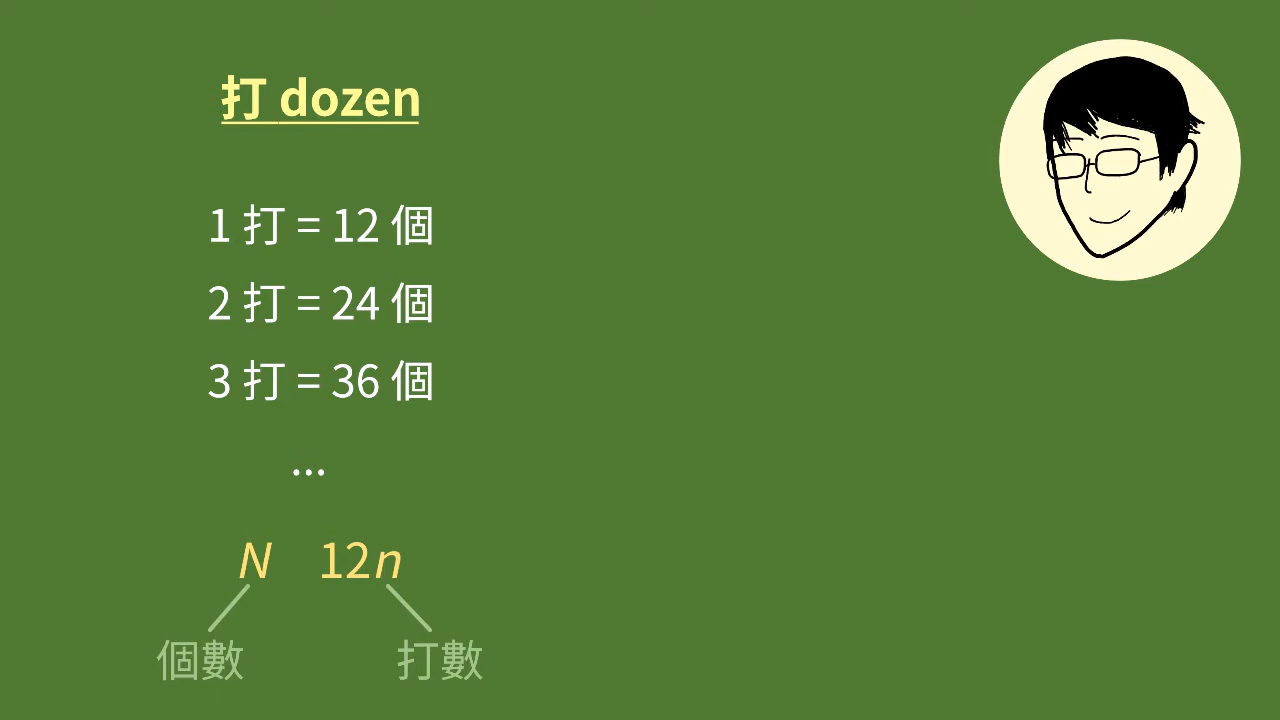 打 dozen
1 打 = 12 個
2 打 = 24 個
3 打 = 36 個
...
N 12n
個數 打數